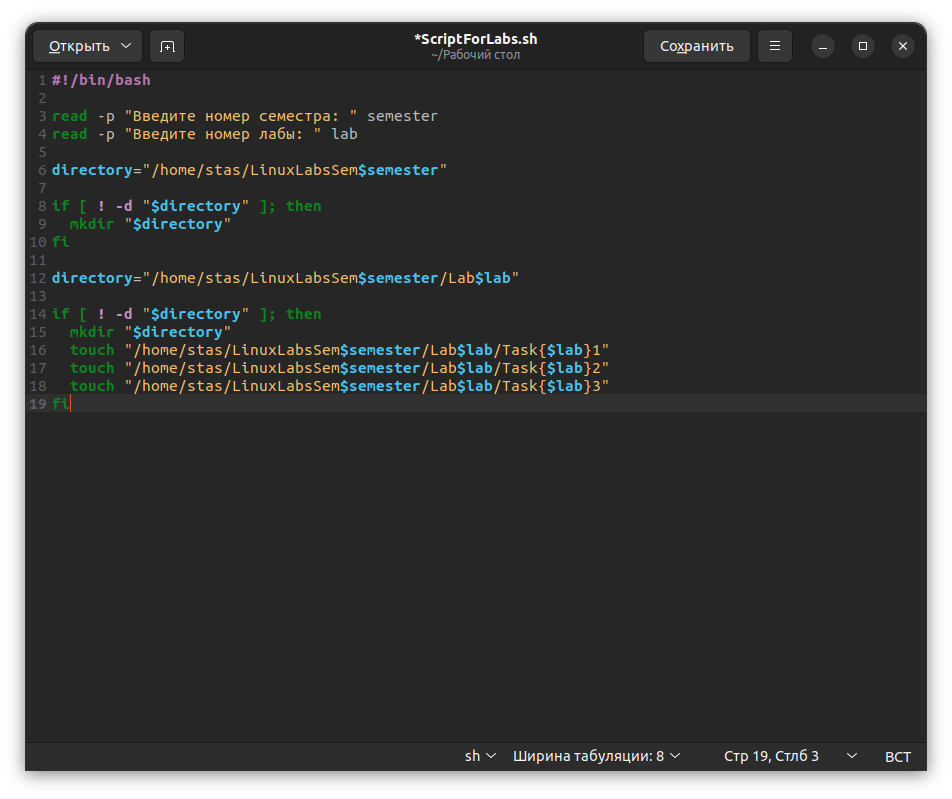 Открыть
*ScriptForLabs.sh
~/Рабочий стол
Сохранить
1 #!/bin/bash
2
3 read -p "Введите номер семестра: " semester
4 read -p "Введите номер лабы: " lab
5
6 directory="/home/stas/LinuxLabsSem$semester"
7
8 if [ ! -d "$directory" ]; then
9   mkdir "$directory"
10 fi
11
12 directory="/home/stas/LinuxLabsSem$semester/Lab$lab"
13
14 if [ ! -d "$directory" ]; then
15   mkdir "$directory"
16   touch "/home/stas/LinuxLabsSem$semester/Lab$lab/Task{$lab}1"
17   touch "/home/stas/LinuxLabsSem$semester/Lab$lab/Task{$lab}2"
18   touch "/home/stas/LinuxLabsSem$semester/Lab$lab/Task{$lab}3"
19 fi
sh Ширина табуляции: 8 Стр 19, Стлб 3 ВСТ